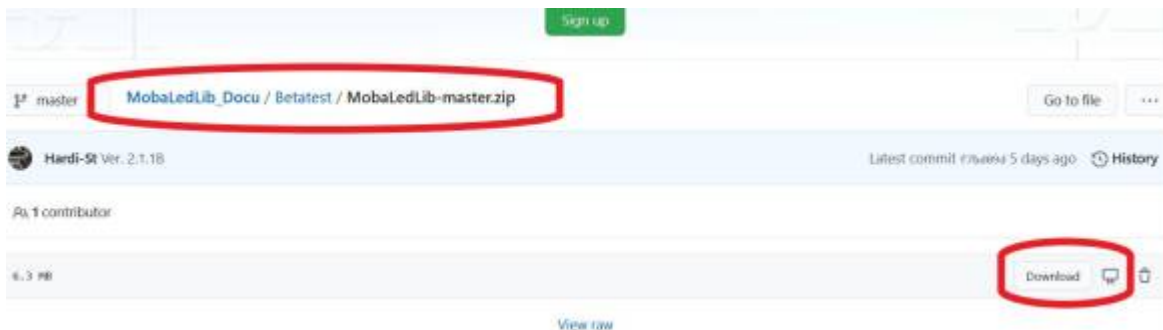 Sign up
master MobaLedLib_Docu / Betatest / MobaLedLib-master.zip Go to file ...
Hardi-St Ver. 2.1.1B Latest commit 5 days ago History
1 contributor
6.3 MB Download
View raw